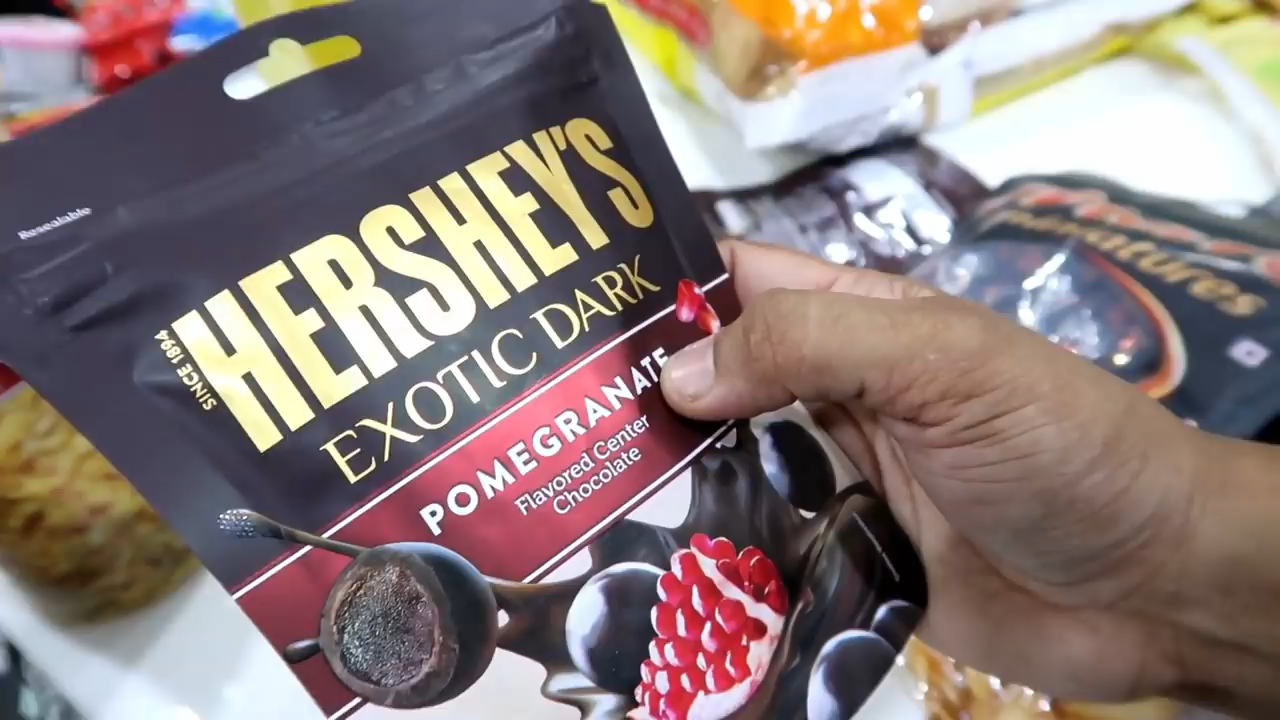 Resealable
SINCE 1894
HERSHEY'S
EXOTIC DARK
POMEGRANATE
Flavored Center
Chocolate